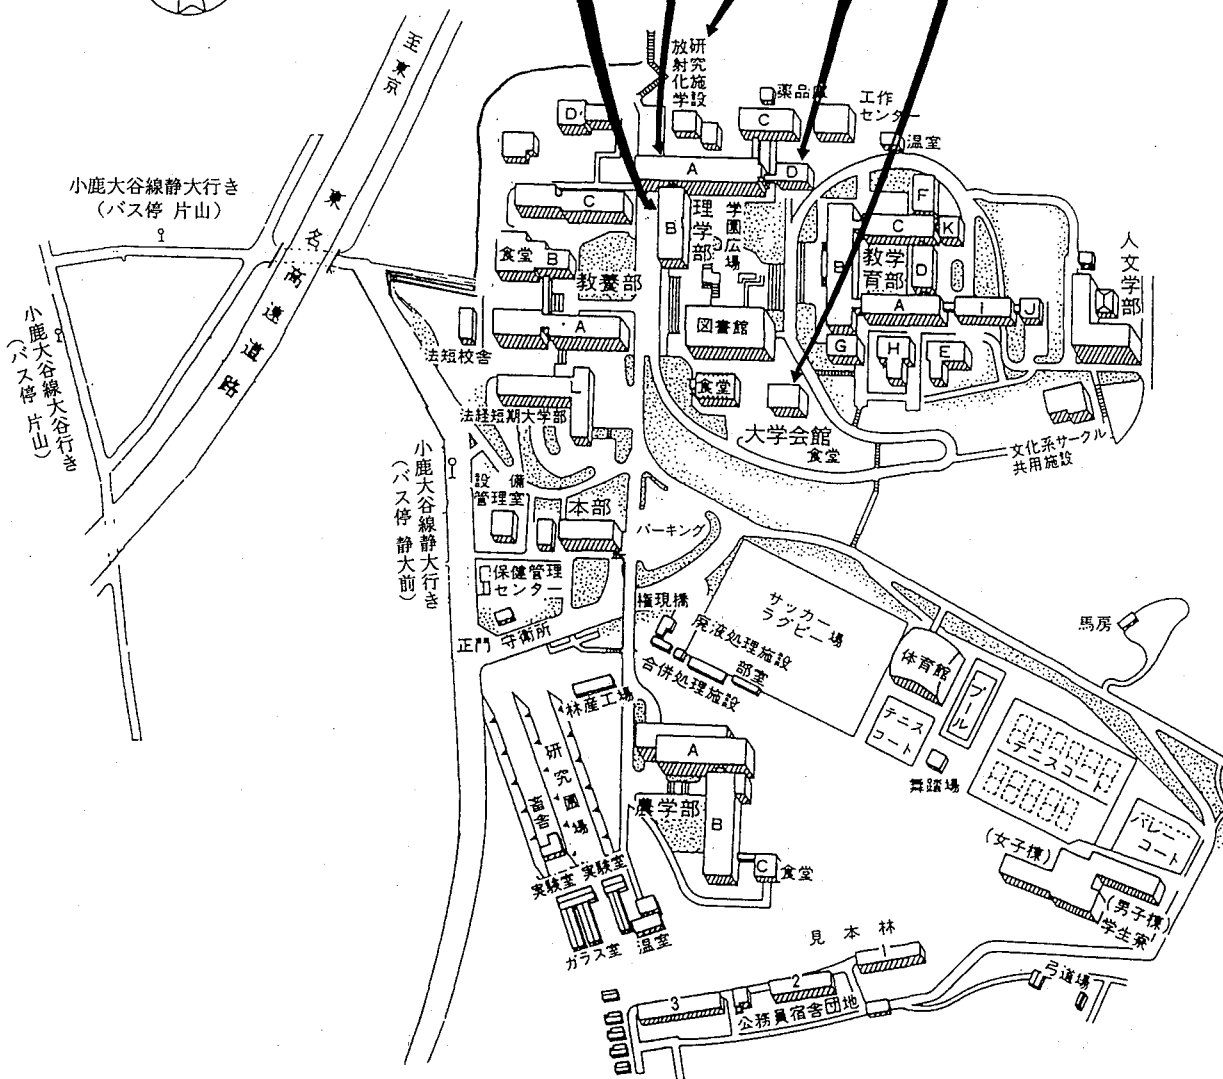 至東京
放射化学
研究施設
薬品庫
工作
センター
温室
小鹿大谷線静大行き
(バス停 片山)
東名高速道路
小鹿大谷線大谷行き
(バス停 片山)
D
C
A
D
B
C
理学部
学園広場
食堂
B
教養部
A
F
C
K
B
教育学部
D
A
I
J
G
H
E
人文学部
図書館
法短校舎
法経短期大学部
食堂
大学会館
食堂
文化系サークル
共用施設
小鹿大谷線静大行き
(バス停 静大前)
設備
管理室
本部
パーキング
保健管理
センター
正門
守衛所
権現橋
廃液処理施設
合併処理施設
部室
サッカー
ラグビー場
体育館
プール
テニス
コート
舞踏場
テニスコート
バレー
コート
馬房
林産工場
研究圃場
畜舎
A
農学部
B
C
食堂
実験室
実験室
ガラス室
温室
(女子棟)
(男子棟)
学生寮
見本林
1
2
3
公務員宿舎団地
弓道場